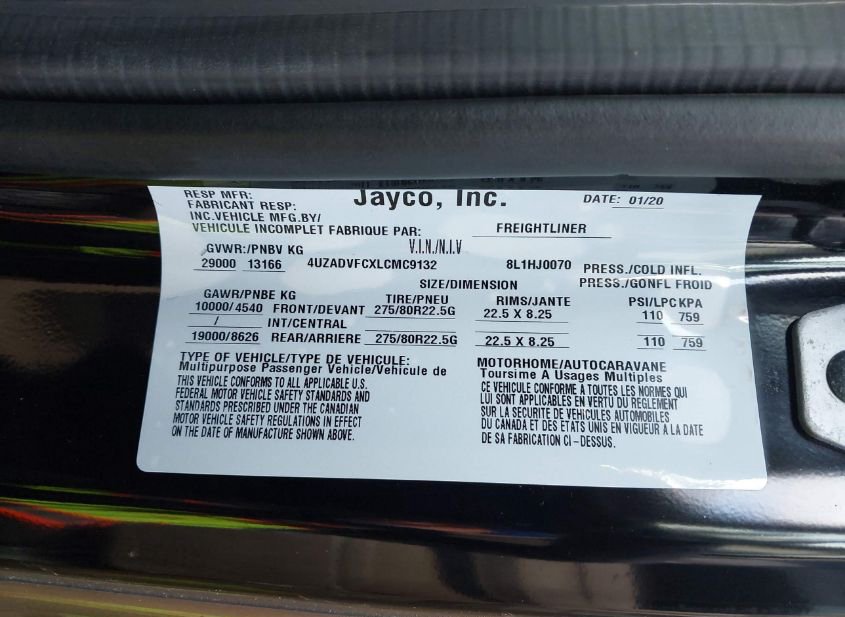 RESP MFR: Jayco, Inc. DATE: 01/20
FABRICANT RESP:
INC.VEHICLE MFG.BY/
VEHICULE INCOMPLET FABRIQUE PAR: FREIGHTLINER
GVWR:/PNBV KG V.I.N./N.I.V
29000 13166 4UZADVFCXLCMC9132 8L1HJ0070 PRESS./COLD INFL.
SIZE/DIMENSION PRESS./GONFL FROID
GAWR/PNBE KG TIRE/PNEU RIMS/JANTE PSI/LPC KPA
10000/4540 FRONT/DEVANT 275/80R22.5G 22.5 X 8.25 110 759
/ INT/CENTRAL
19000/8626 REAR/ARRIERE 275/80R22.5G 22.5 X 8.25 110 759
TYPE OF VEHICLE/TYPE DE VEHICULE: MOTORHOME/AUTOCARAVANE
Multipurpose Passenger Vehicle/Vehicule de Toursime A Usages Multiples
THIS VEHICLE CONFORMS TO ALL APPLICABLE U.S.
FEDERAL MOTOR VEHICLE SAFETY STANDARDS AND
STANDARDS PRESCRIBED UNDER THE CANADIAN
MOTOR VEHICLE SAFETY REGULATIONS IN EFFECT
ON THE DATE OF MANUFACTURE SHOWN ABOVE.
CE VEHICULE CONFORME A TOUTES LES NORMES QUI
LUI SONT APPLICABLES EN VERTU DU REGLEMENT
SUR LA SECURITE DE VEHICULES AUTOMOBILES
DU CANADA ET DES ETATS UNIS EN VIGUEUR A LA DATE
DE SA FABRICATION CI-DESSUS.